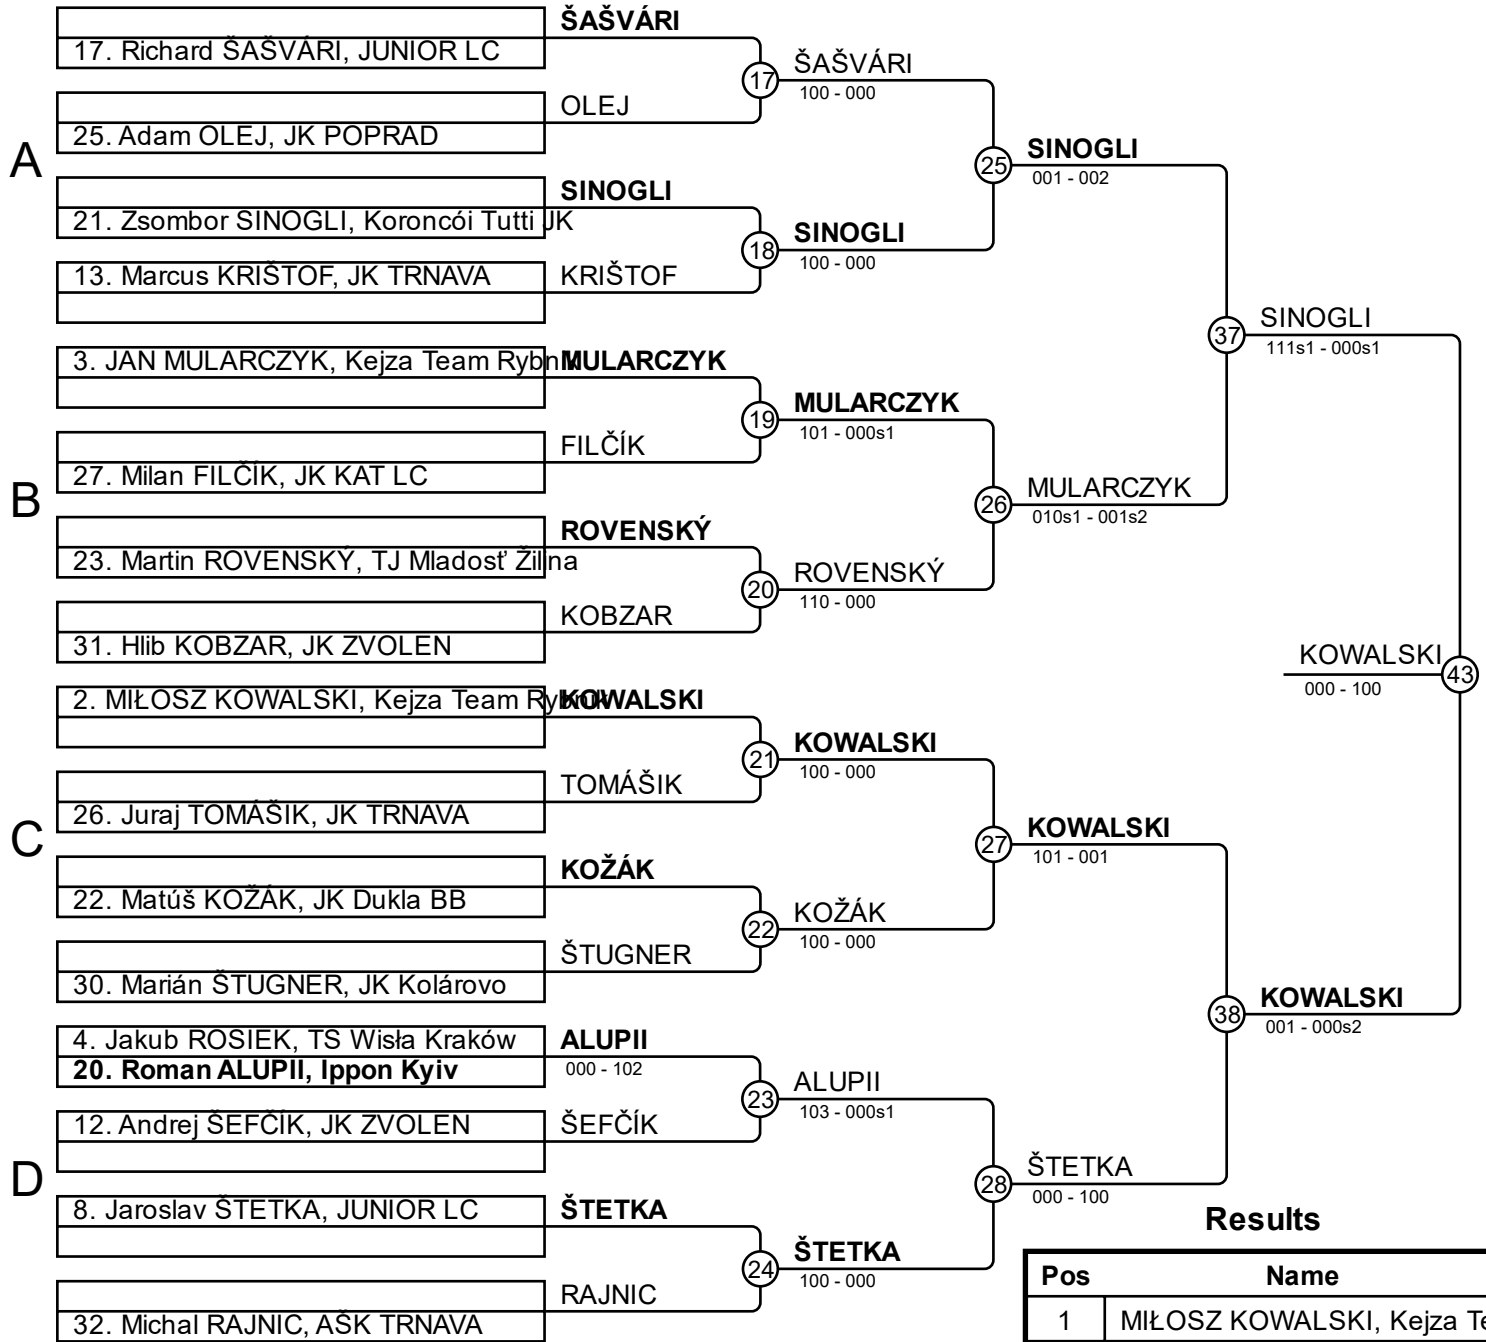 A
17. Richard ŠAŠVÁRI, JUNIOR LC
ŠAŠVÁRI
17
ŠAŠVÁRI
100 - 000
25. Adam OLEJ, JK POPRAD
OLEJ
25
SINOGLI
001 - 002
21. Zsombor SINOGLI, Koroncói Tutti JK
SINOGLI
18
SINOGLI
100 - 000
13. Marcus KRIŠTOF, JK TRNAVA
KRIŠTOF
37
SINOGLI
111s1 - 000s1
B
3. JAN MULARCZYK, Kejza Team Rybnik
MULARCZYK
19
MULARCZYK
101 - 000s1
27. Milan FILČÍK, JK KAT LC
FILČÍK
26
MULARCZYK
010s1 - 001s2
23. Martin ROVENSKÝ, TJ Mladosť Žilina
ROVENSKÝ
20
ROVENSKÝ
110 - 000
31. Hlib KOBZAR, JK ZVOLEN
KOBZAR
KOWALSKI
43
000 - 100
C
2. MIŁOSZ KOWALSKI, Kejza Team Rybnik
KOWALSKI
21
KOWALSKI
100 - 000
26. Juraj TOMÁŠIK, JK TRNAVA
TOMÁŠIK
27
KOWALSKI
101 - 001
22. Matúš KOŽÁK, JK Dukla BB
KOŽÁK
22
KOŽÁK
100 - 000
30. Marián ŠTUGNER, JK Kolárovo
ŠTUGNER
38
KOWALSKI
001 - 000s2
D
4. Jakub ROSIEK, TS Wisła Kraków
20. Roman ALUPII, Ippon Kyiv
ALUPII
000 - 102
23
ALUPII
103 - 000s1
12. Andrej ŠEFČÍK, JK ZVOLEN
ŠEFČÍK
28
ŠTETKA
000 - 100
8. Jaroslav ŠTETKA, JUNIOR LC
ŠTETKA
24
ŠTETKA
100 - 000
32. Michal RAJNIC, AŠK TRNAVA
RAJNIC
Results
Pos Name
1 MIŁOSZ KOWALSKI, Kejza Te